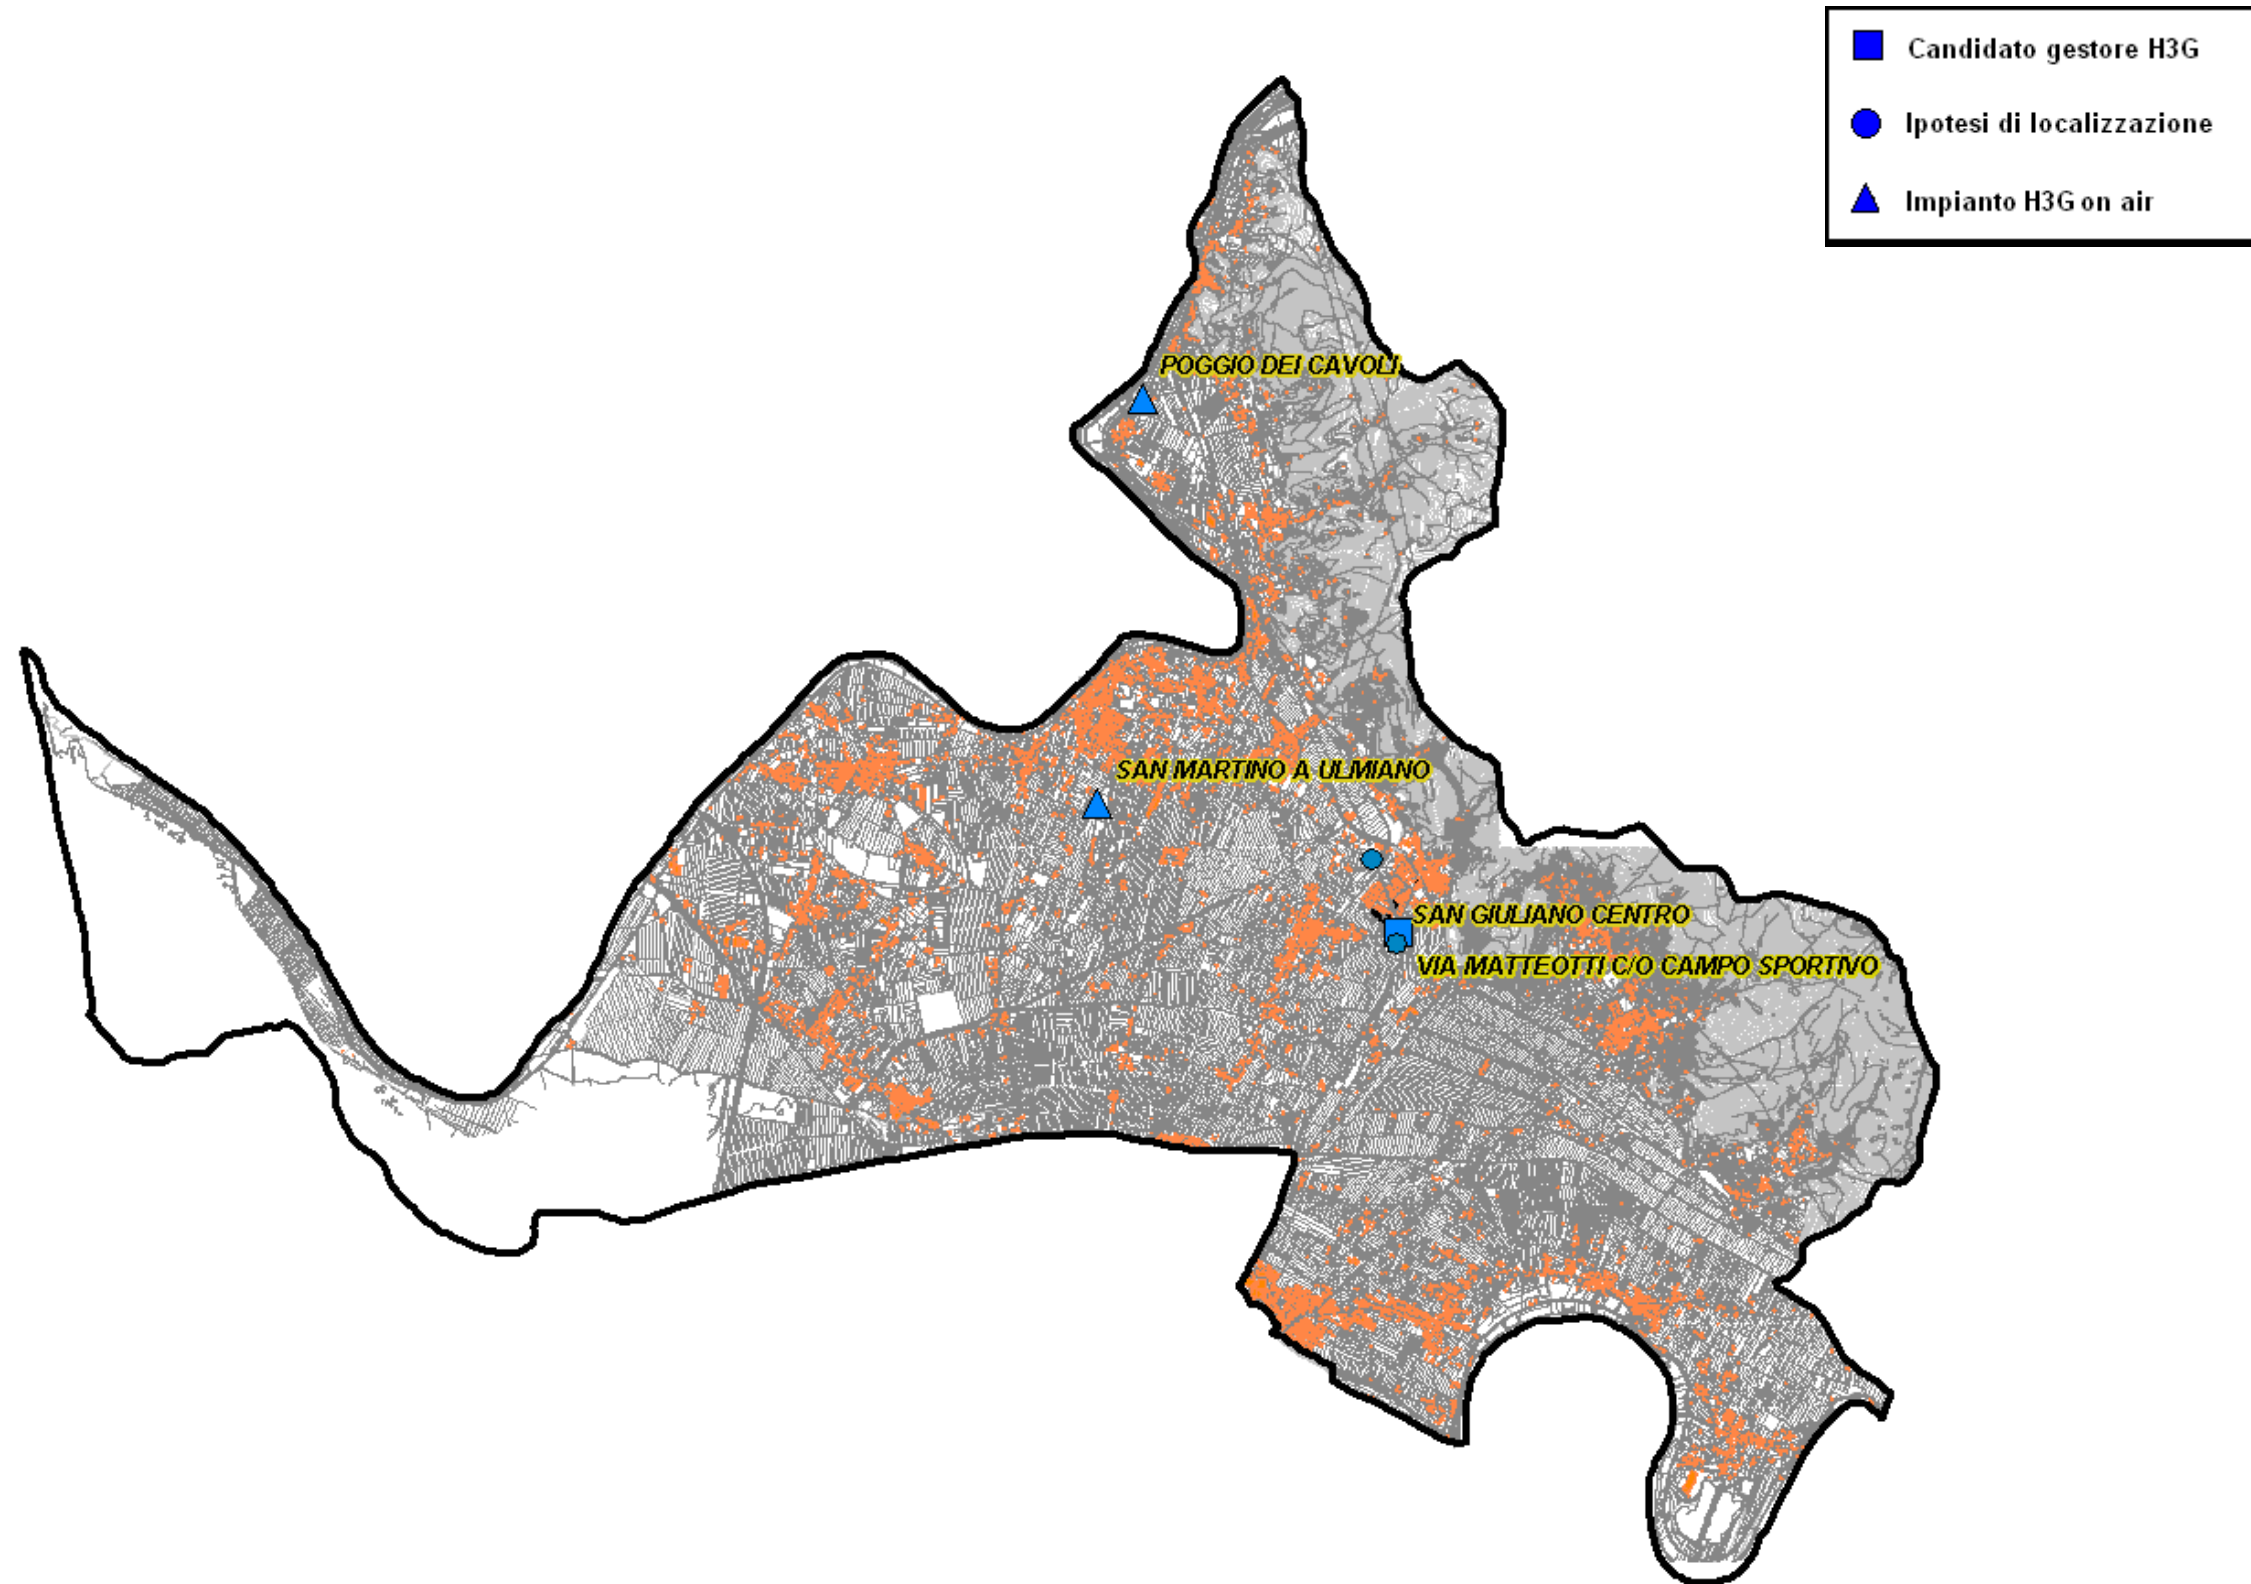 Candidato gestore H3G
Ipotesi di localizzazione
Impianto H3G on air
POGGIO DEI CAVOLI
SAN MARTINO A ULMIANO
SAN GIULIANO CENTRO
VIA MATTEOTTI C/O CAMPO SPORTIVO